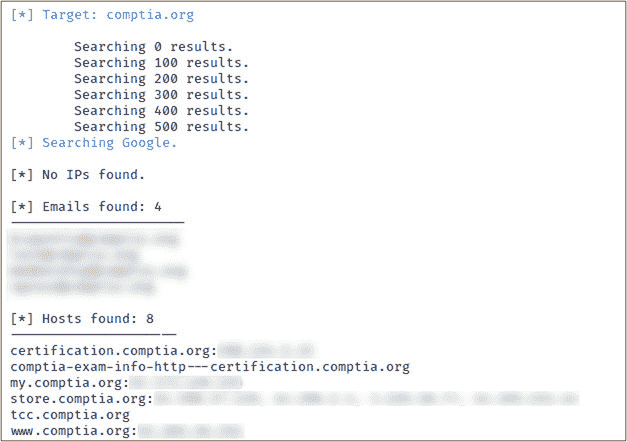 [*] Target: comptia.org
Searching 0 results.
Searching 100 results.
Searching 200 results.
Searching 300 results.
Searching 400 results.
Searching 500 results.
[*] Searching Google.
[*] No IPs found.
[*] Emails found: 4
[*] Hosts found: 8
certification.comptia.org:
comptia-exam-info-http---certification.comptia.org
my.comptia.org:
store.comptia.org:
tcc.comptia.org
www.comptia.org: